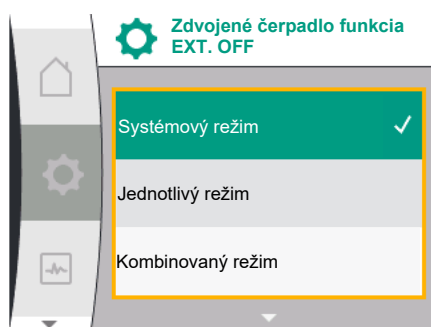 Zdvojené čerpadlo funkcia
EXT. OFF
Systémový režim
Jednotlivý režim
Kombinovaný režim